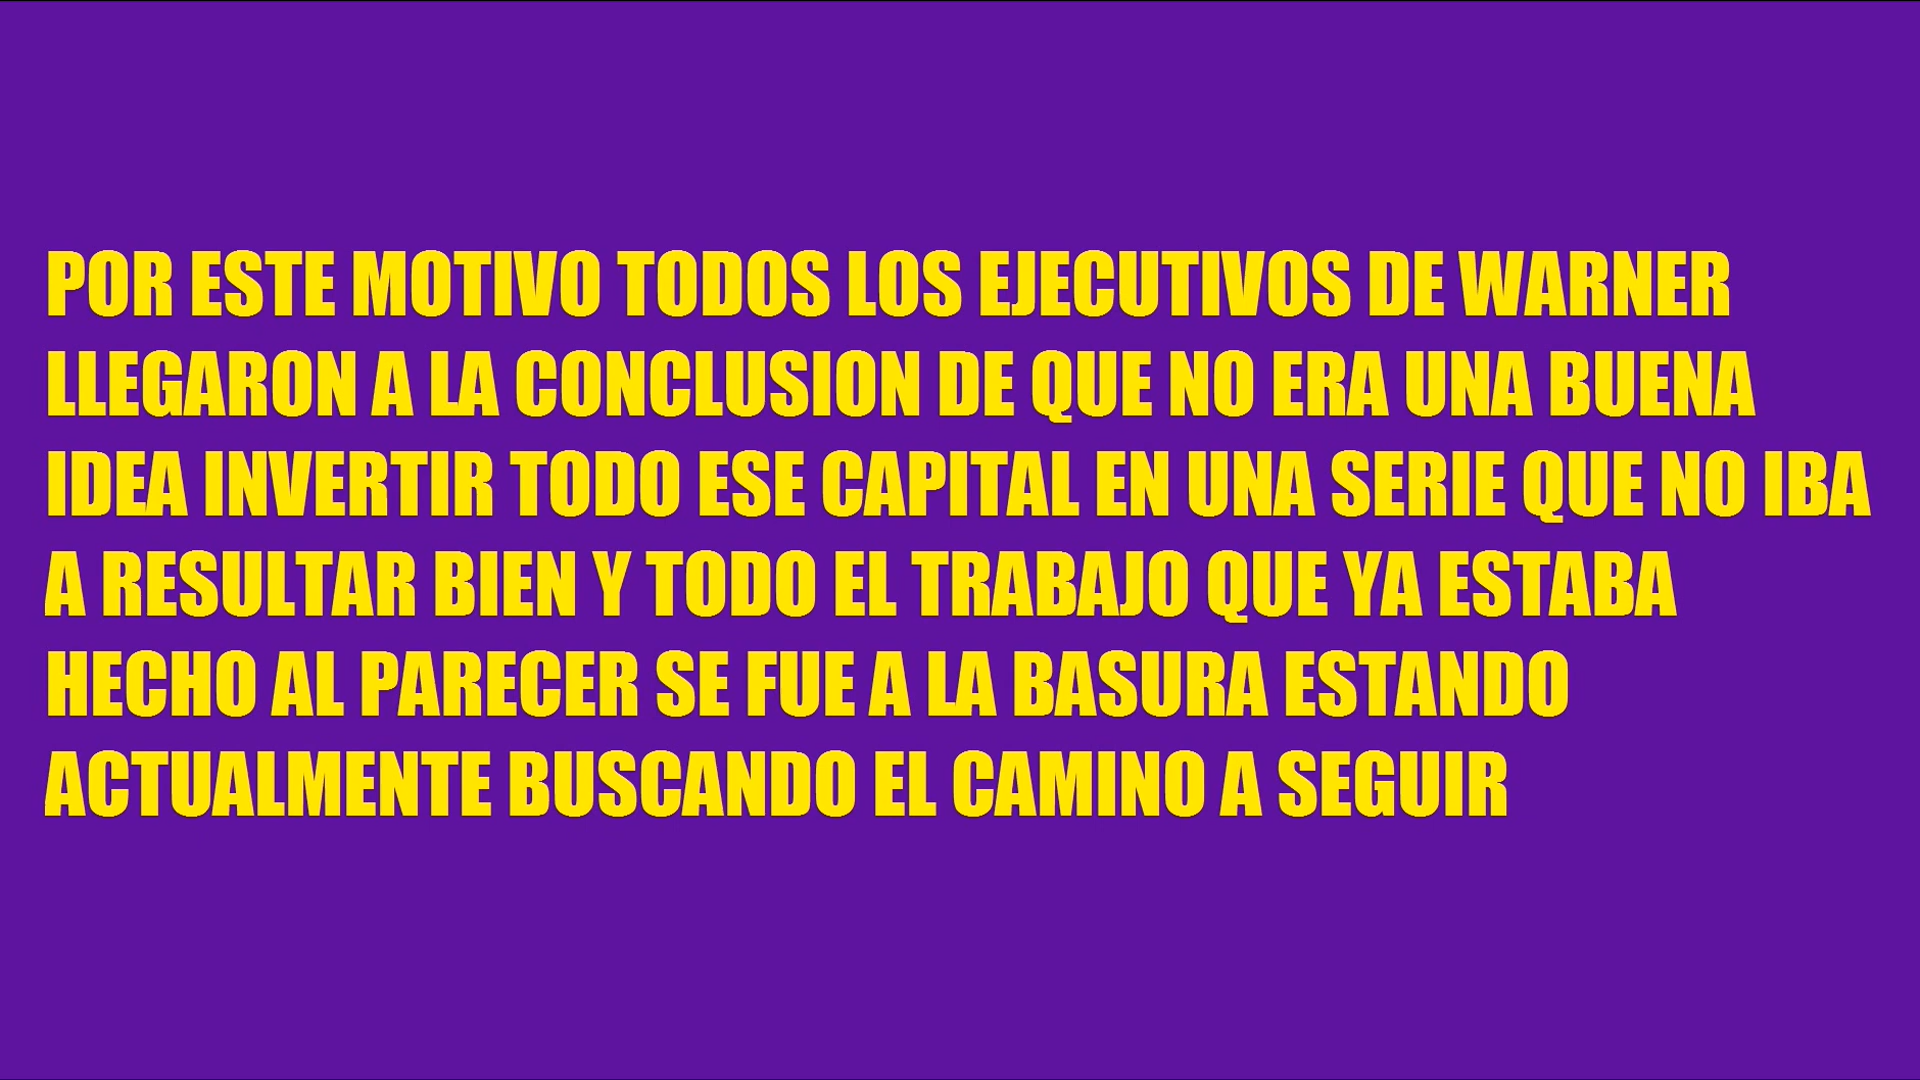 POR ESTE MOTIVO TODOS LOS EJECUTIVOS DE WARNER
LLEGARON A LA CONCLUSION DE QUE NO ERA UNA BUENA
IDEA INVERTIR TODO ESE CAPITAL EN UNA SERIE QUE NO IBA
A RESULTAR BIEN Y TODO EL TRABAJO QUE YA ESTABA
HECHO AL PARECER SE FUE A LA BASURA ESTANDO
ACTUALMENTE BUSCANDO EL CAMINO A SEGUIR